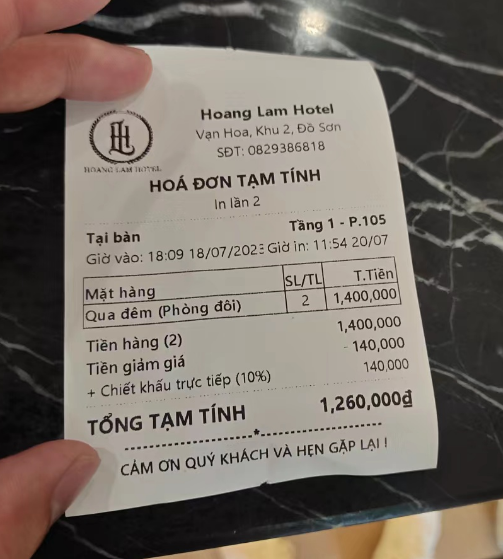 HL
HOANG LAM HOTEL
Hoang Lam Hotel
Vạn Hoa, Khu 2, Đồ Sơn
SĐT: 0829386818
HOÁ ĐƠN TẠM TÍNH
In lần 2
Tại bàn Tầng 1 - P.105
Giờ vào: 18:09 18/07/2023 Giờ in: 11:54 20/07
Mặt hàng SL/TL T.Tiền
Qua đêm (Phòng đôi) 2 1,400,000
Tiền hàng (2) 1,400,000
Tiền giảm giá - 140,000
+ Chiết khấu trực tiếp (10%) 140,000
TỔNG TẠM TÍNH 1,260,000₫
CẢM ƠN QUÝ KHÁCH VÀ HẸN GẶP LẠI !